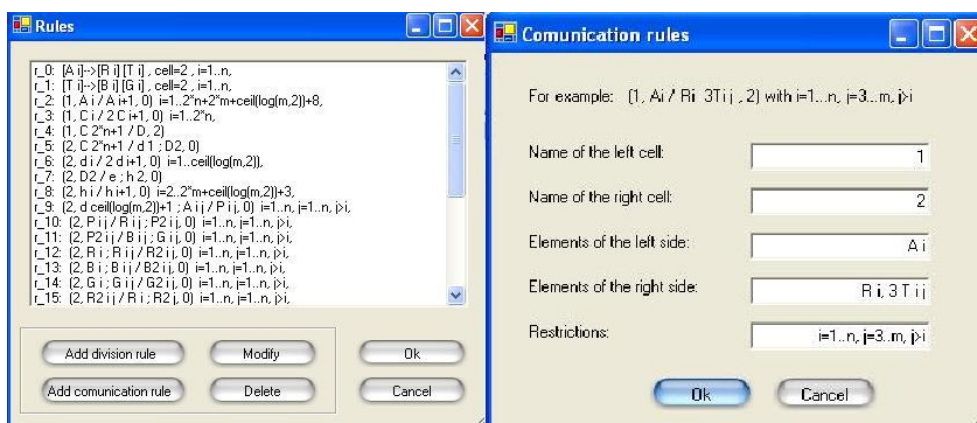 Rules
r_0: [A i]-->[R i] [T i] , cell=2 , i=1..n,
r_1: [T i]-->[B i] [G i] , cell=2 , i=1..n,
r_2: (1, A i / A i+1, 0) i=1..2*n+2*m+ceil(log(m,2))+8,
r_3: (1, C i / 2 C i+1, 0) i=1..2*n,
r_4: (1, C 2*n+1 / D, 2)
r_5: (2, C 2*n+1 / d 1 ; D2, 0)
r_6: (2, d i / 2 d i+1, 0) i=1..ceil(log(m,2)),
r_7: (2, D2 / e ; h 2, 0)
r_8: (2, h i / h i+1, 0) i=2..2*m+ceil(log(m,2))+3,
r_9: (2, d ceil(log(m,2))+1 ; A i j / P i j, 0) i=1..n, j=1..n, j>i,
r_10: (2, P i j / R i j ; P2 i j, 0) i=1..n, j=1..n, j>i,
r_11: (2, P2 i j / B i j ; G i j, 0) i=1..n, j=1..n, j>i,
r_12: (2, R i ; R i j / R2 i j, 0) i=1..n, j=1..n, j>i,
r_13: (2, B i ; B i j / B2 i j, 0) i=1..n, j=1..n, j>i,
r_14: (2, G i ; G i j / G2 i j, 0) i=1..n, j=1..n, j>i,
r_15: (2, R2 i j / R i ; R2 j, 0) i=1..n, j=1..n, j>i,
Add division rule
Modify
Ok
Add comunication rule
Delete
Cancel
Comunication rules
For example: (1, Ai / Ri 3Tij , 2) with i=1...n, j=3...m, j>i
Name of the left cell:
1
Name of the right cell:
2
Elements of the left side:
A i
Elements of the right side:
R i, 3 T i j
Restrictions:
i=1..n, j=3..m, j>i
Ok
Cancel